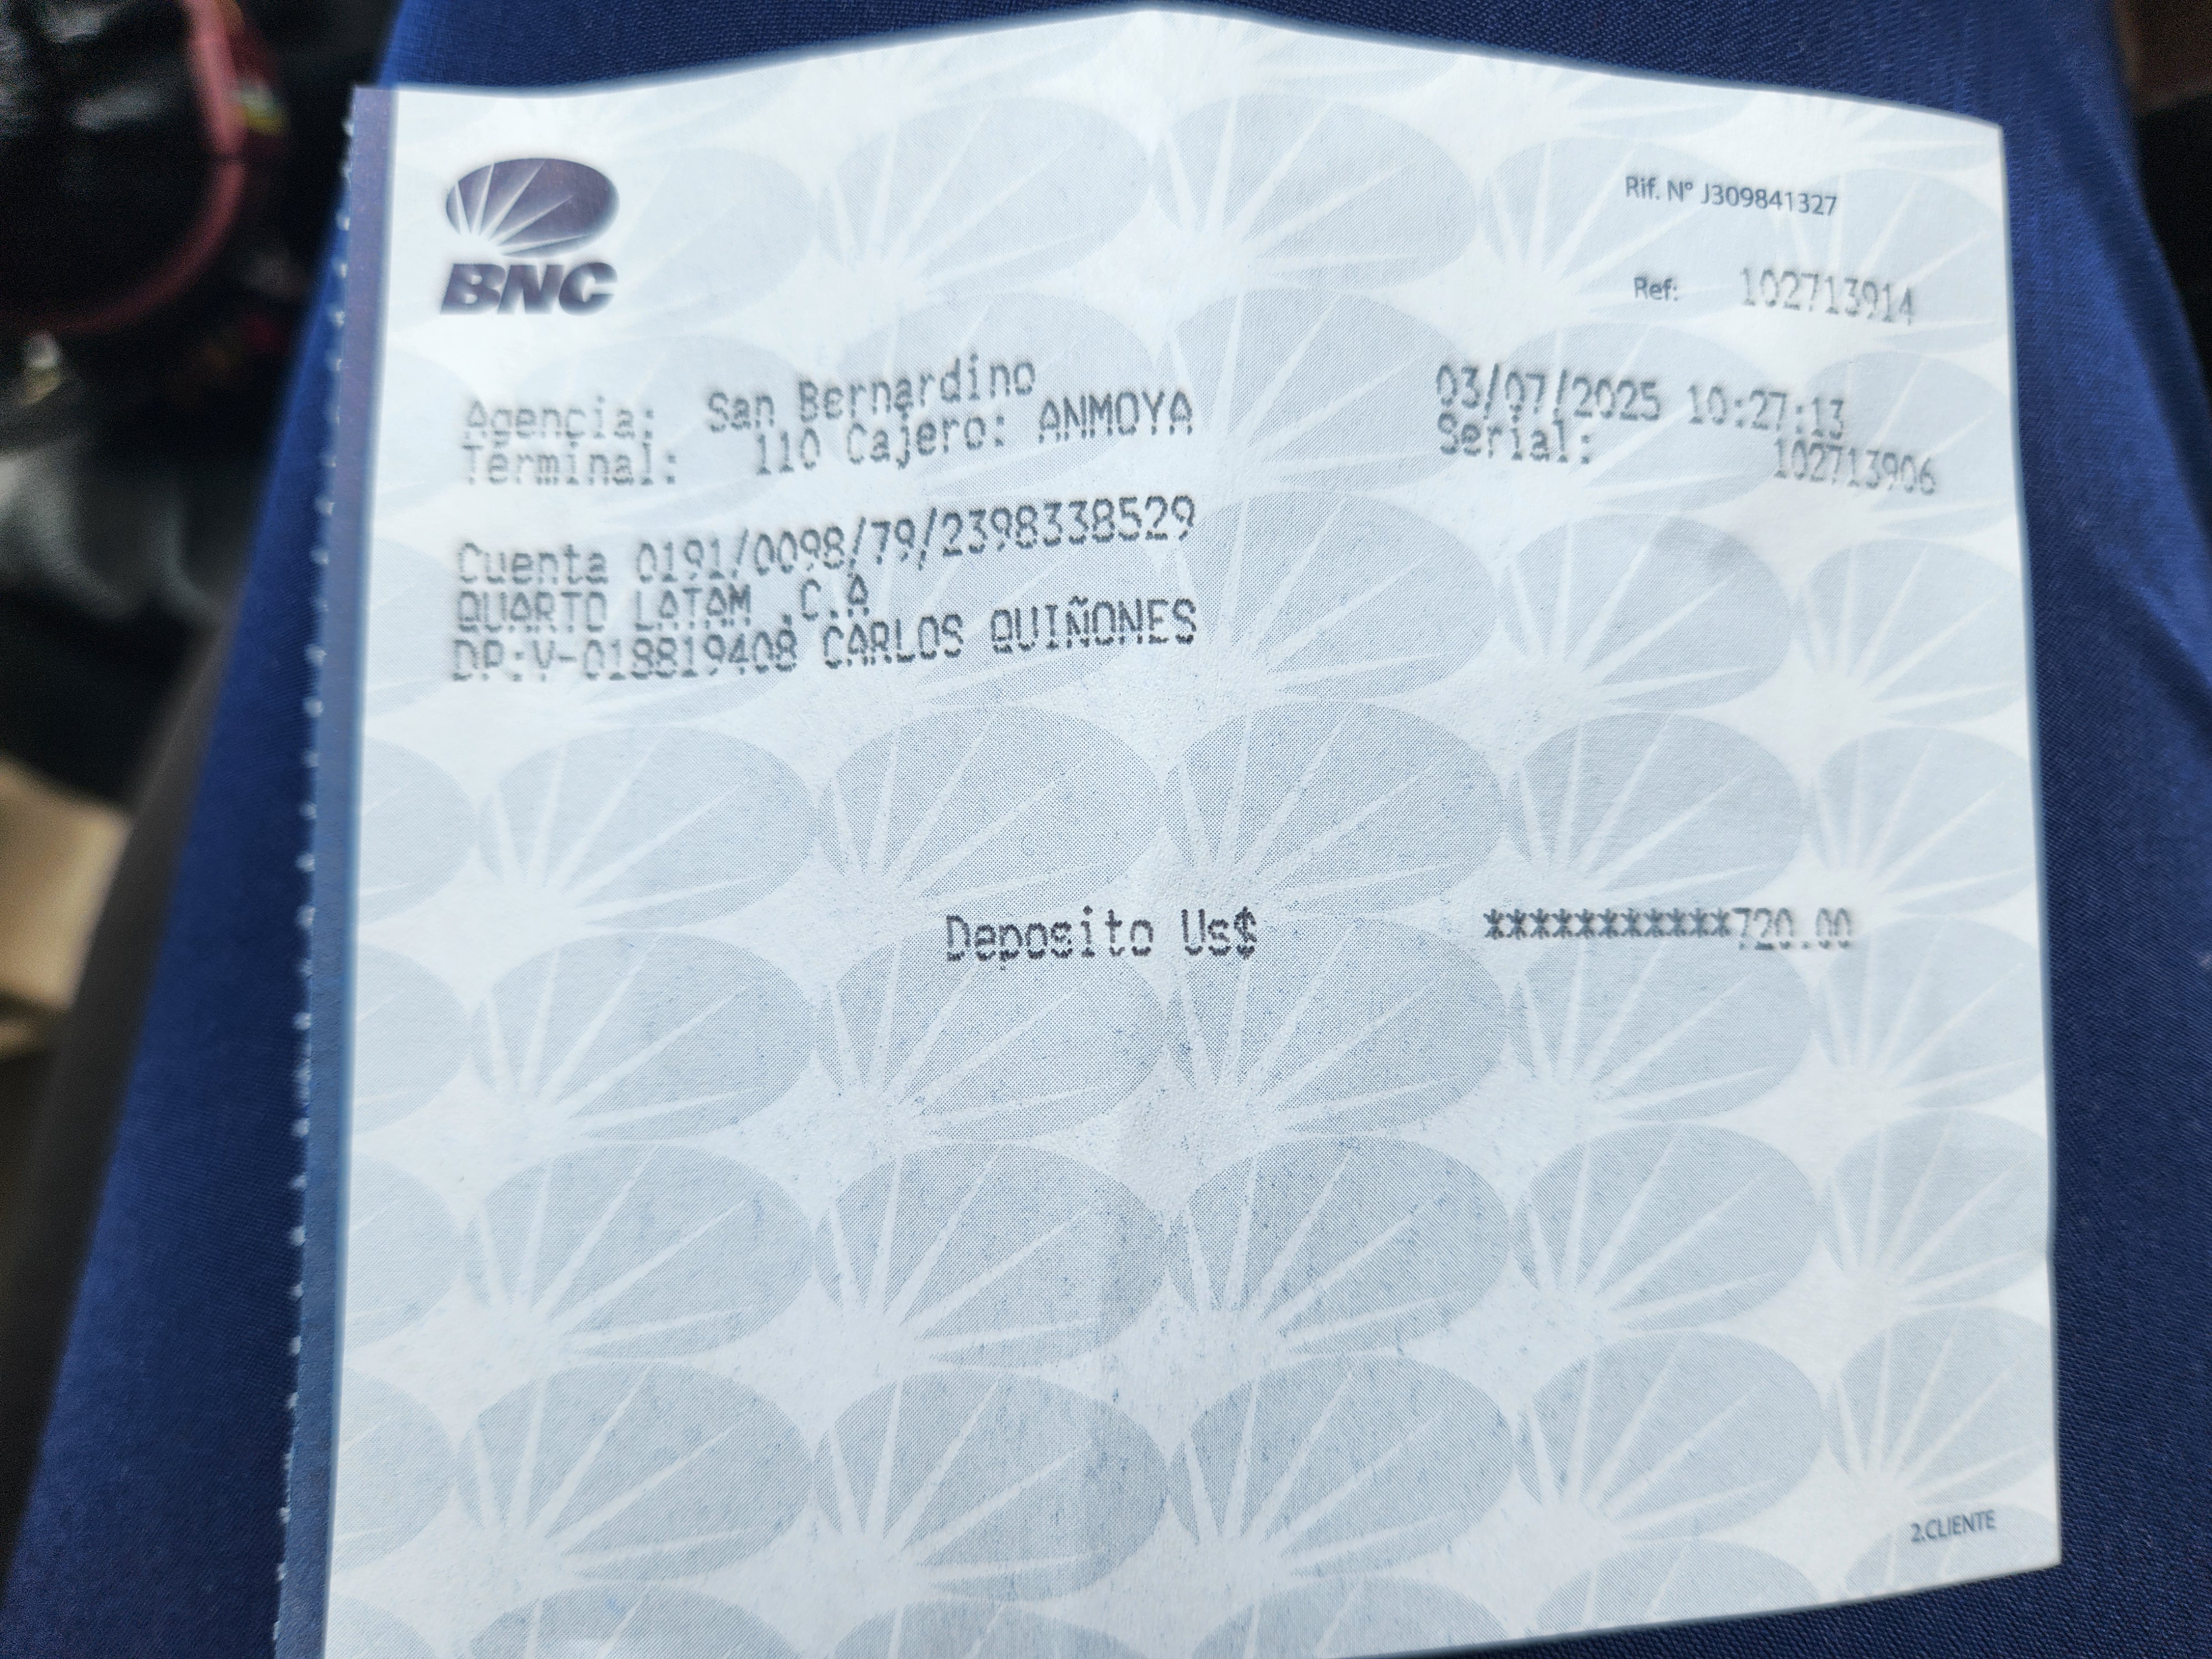 BNC
Rif. Nº J309841327
Ref: 102713914
Agencia: San Bernardino 03/07/2025 10:27:13
Terminal: 110 Cajero: ANMOYA Serial: 102713906
Cuenta 0191/0098/79/2398338529
QUARTO LATAM ,C.A
DP:V-018819408 CARLOS QUIÑONES
Deposito Us$ ***********720.00
2.CLIENTE